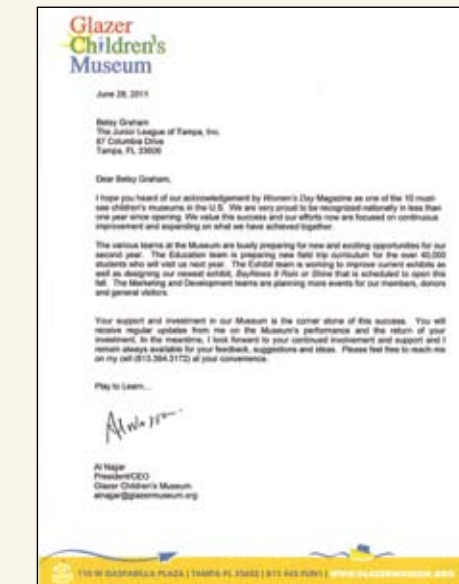 Glazer
Children's
Museum
June 28, 2011
Betsy Graham
The Junior League of Tampa, Inc.
87 Columbia Drive
Tampa, FL 33606
Dear Betsy Graham,
I hope you heard of our acknowledgement by Women's Day Magazine as one of the 10 must-
see children's museums in the U.S. We are very proud to be recognized nationally in less than
one year since opening. We value this success and our efforts now are focused on continuous
improvement and expanding on what we have achieved together.
The various teams at the Museum are busily preparing for new and exciting opportunities for our
second year. The Education team is preparing new field trip curriculum for the over 40,000
students who will visit us next year. The Exhibit team is working to improve current exhibits as
well as designing our newest exhibit, BayNews 9 Rain or Shine that is scheduled to open this
fall. The Marketing and Development teams are planning more events for our members, donors
and general visitors.
Your support and investment in our Museum is the corner stone of this success. You will
receive regular updates from me on the Museum's performance and the return of your
investment. In the meantime, I look forward to your continued involvement and support and I
remain always available for your feedback, suggestions and ideas. Please feel free to reach me
on my cell (813.394.3172) at your convenience.
Play to Learn...
Al Najjar
President/CEO
Glazer Children's Museum
110 W GASPARILLA PLAZA | TAMPA FL 33602 | 813 443 FUN1 | WWW.GLAZERMUSEUM.ORG